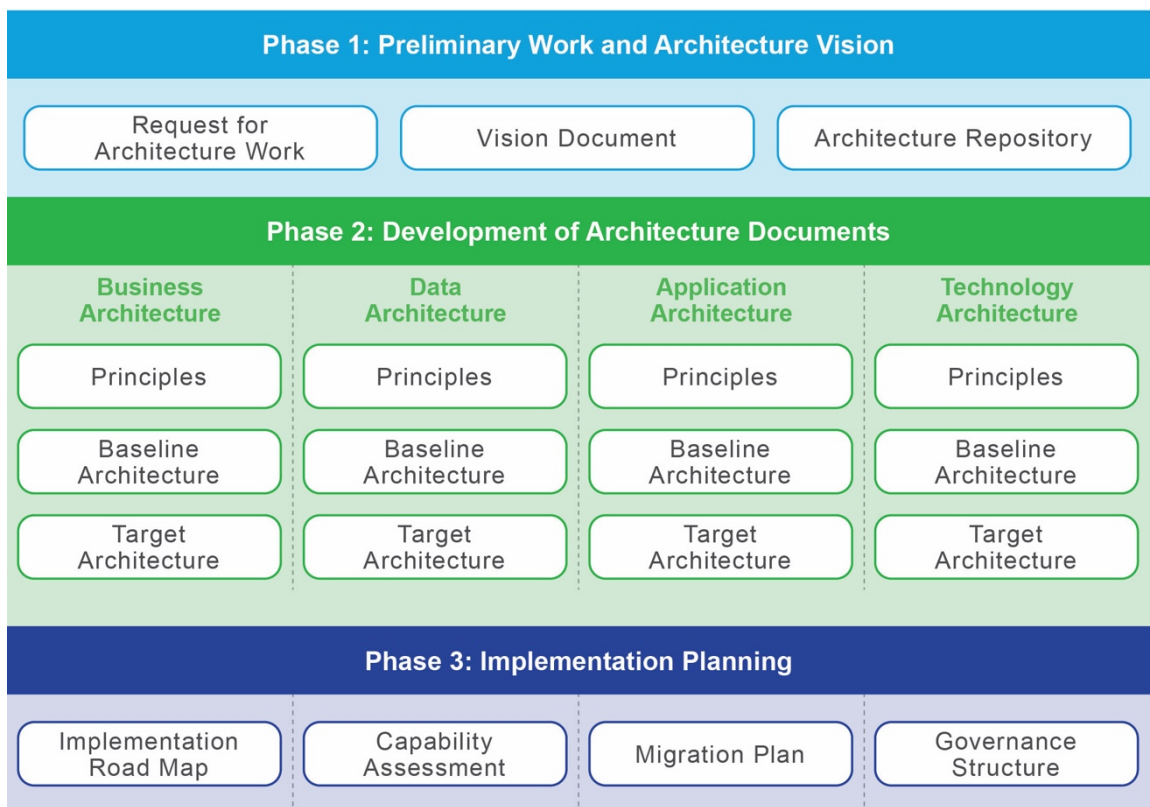 Phase 1: Preliminary Work and Architecture Vision
Request for
Architecture Work
Vision Document
Architecture Repository
Phase 2: Development of Architecture Documents
Business
Architecture
Data
Architecture
Application
Architecture
Technology
Architecture
Principles
Principles
Principles
Principles
Baseline
Architecture
Baseline
Architecture
Baseline
Architecture
Baseline
Architecture
Target
Architecture
Target
Architecture
Target
Architecture
Target
Architecture
Phase 3: Implementation Planning
Implementation
Road Map
Capability
Assessment
Migration Plan
Governance
Structure